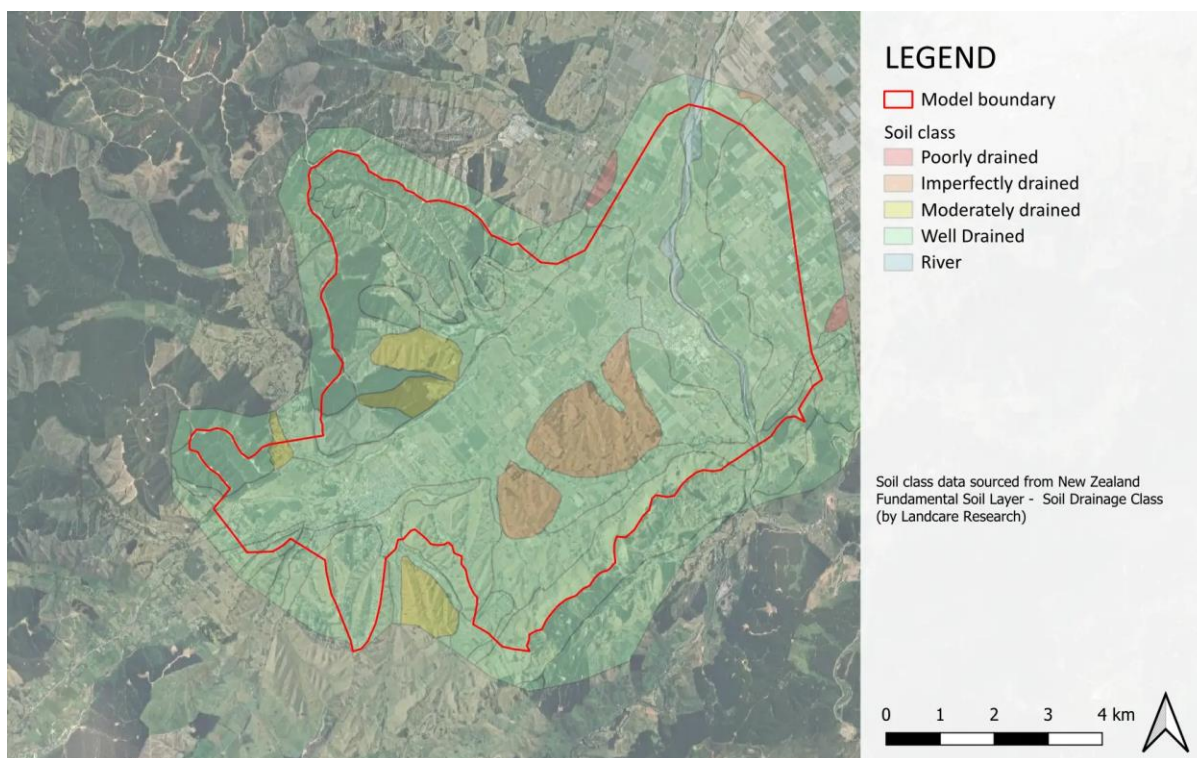 LEGEND
Model boundary
Soil class
Poorly drained
Imperfectly drained
Moderately drained
Well Drained
River
Soil class data sourced from New Zealand
Fundamental Soil Layer - Soil Drainage Class
(by Landcare Research)
0 1 2 3 4 km